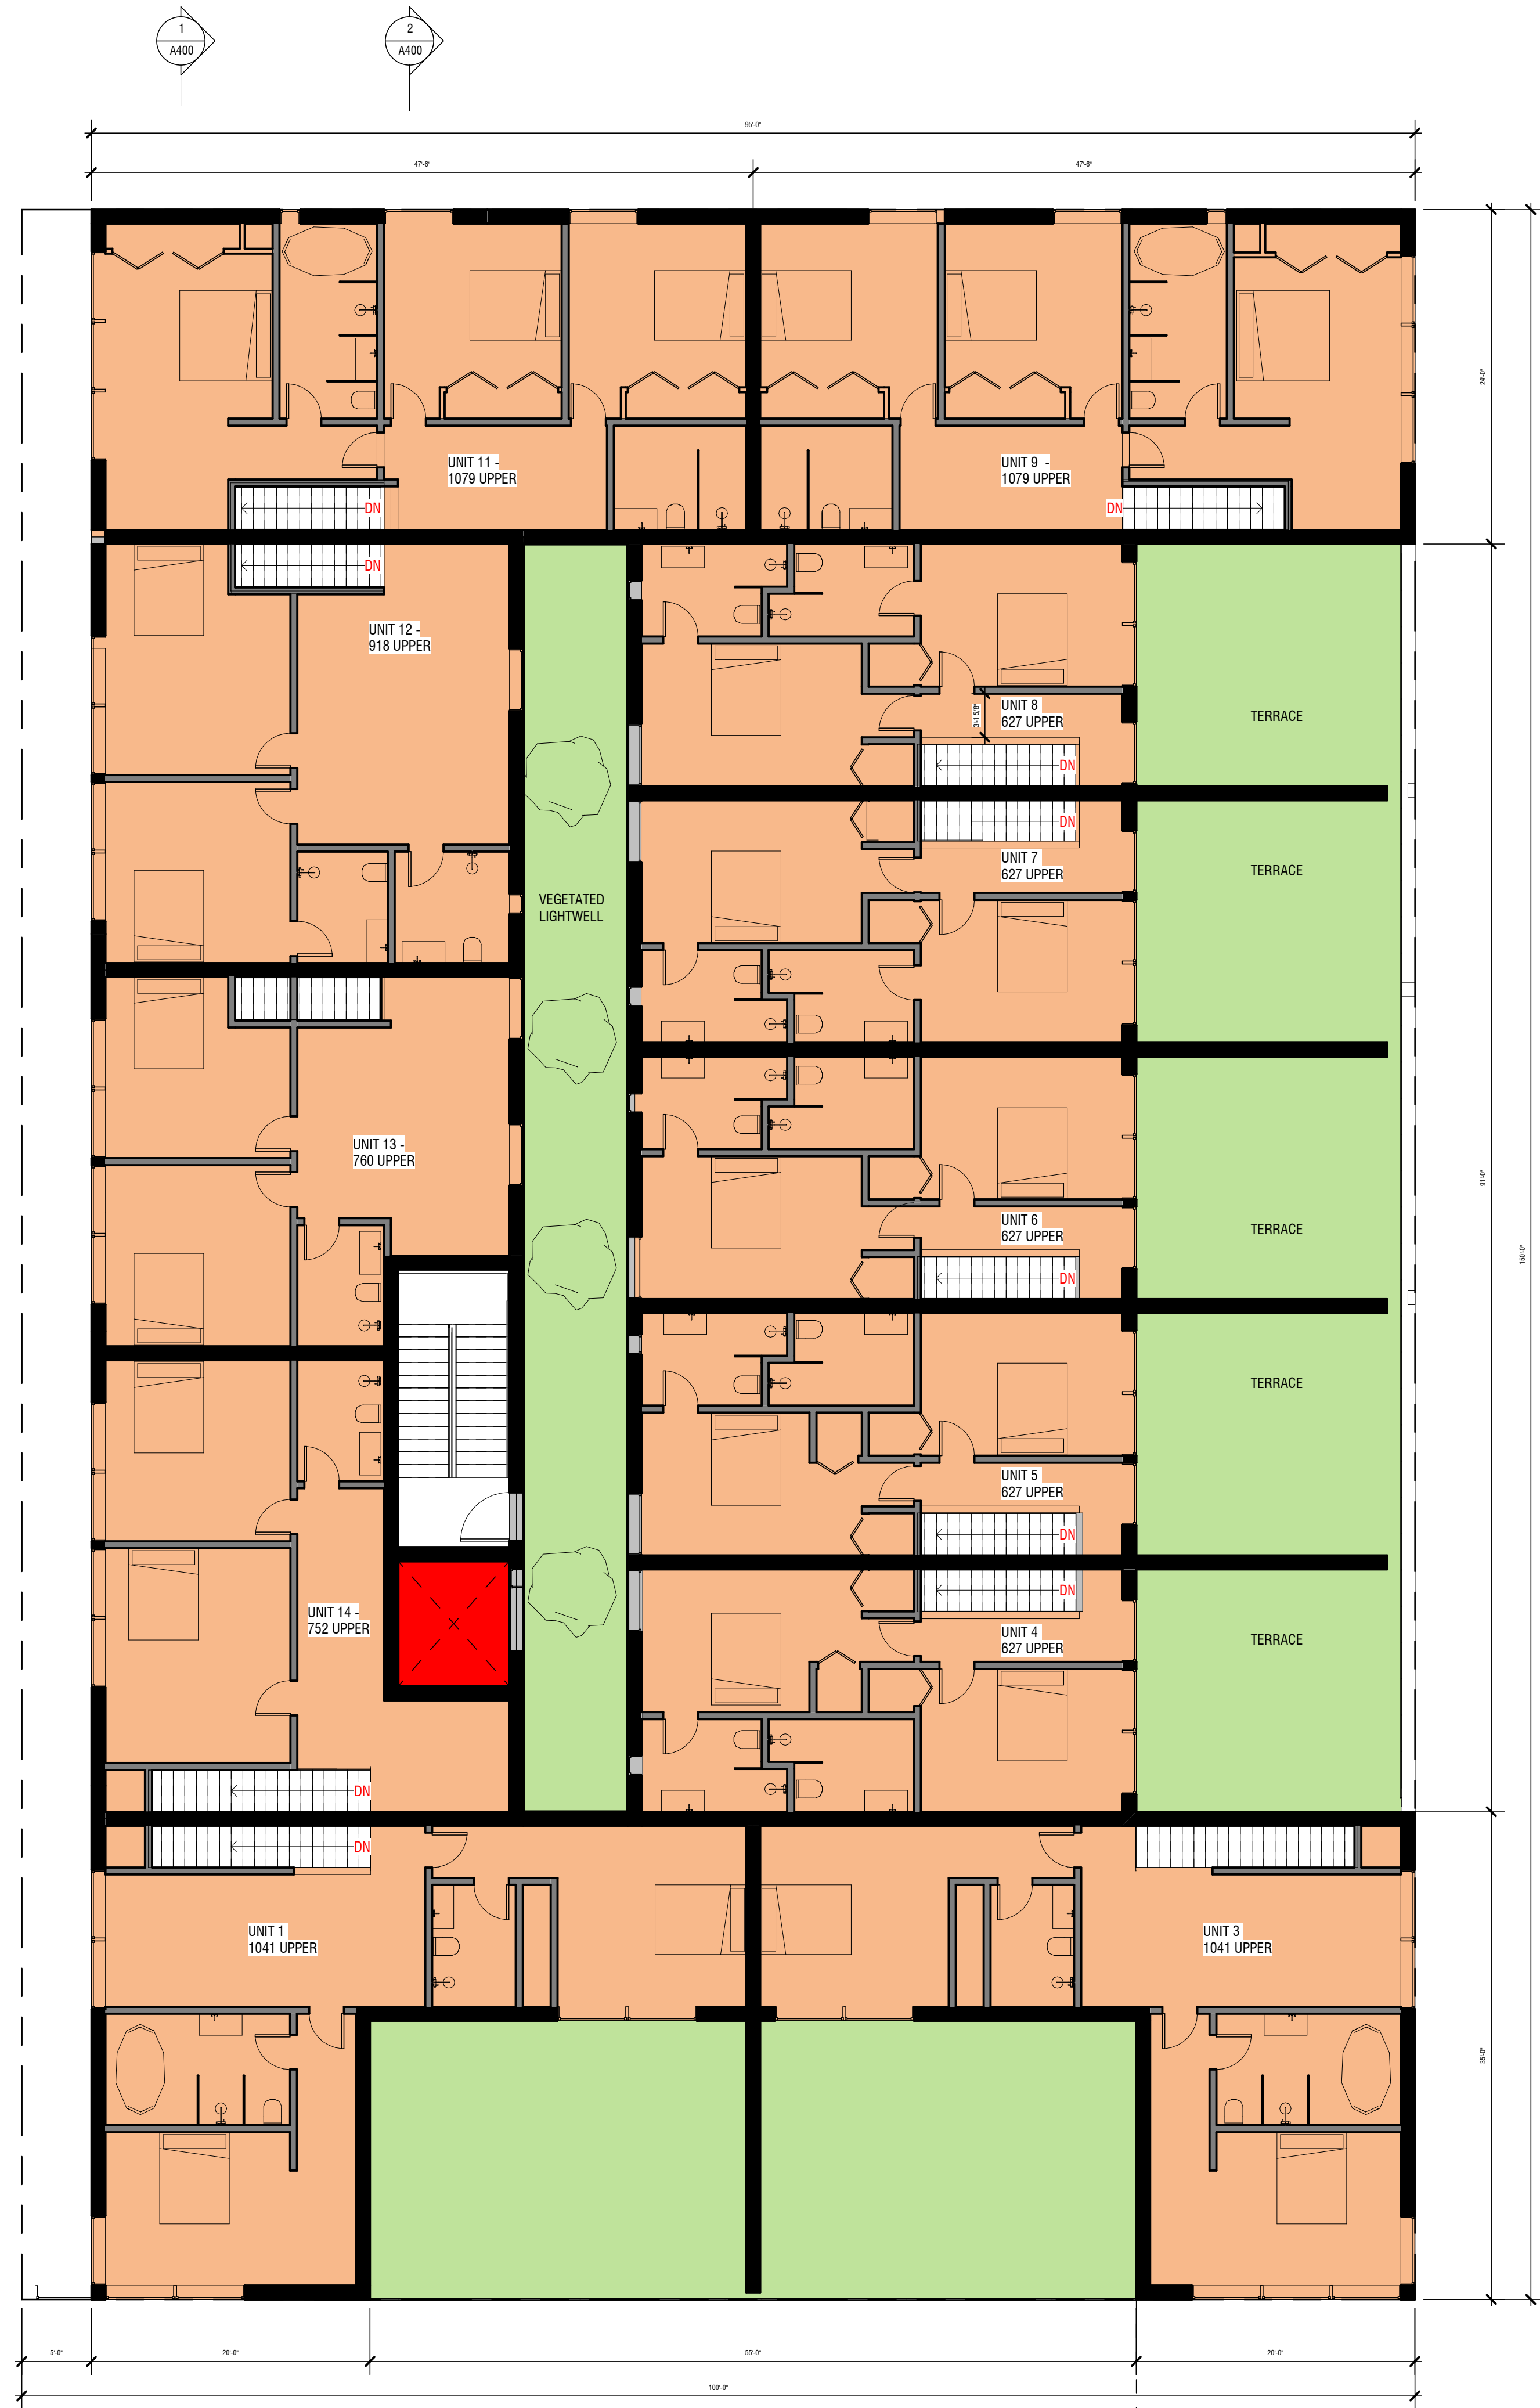 1
A400
2
A400
95'-0"
47'-6"
47'-6"
24'-0"
UNIT 11 -
1079 UPPER
UNIT 9 -
1079 UPPER
DN
DN
DN
UNIT 12 -
918 UPPER
UNIT 8
627 UPPER
3'-1 5/8"
TERRACE
DN
DN
UNIT 7
627 UPPER
TERRACE
VEGETATED
LIGHTWELL
UNIT 13 -
760 UPPER
91'-0"
UNIT 6
627 UPPER
TERRACE
150'-0"
DN
TERRACE
UNIT 5
627 UPPER
DN
DN
UNIT 14 -
752 UPPER
UNIT 4
627 UPPER
TERRACE
DN
DN
UNIT 1
1041 UPPER
UNIT 3
1041 UPPER
35'-0"
5'-0"
20'-0"
55'-0"
20'-0"
100'-0"